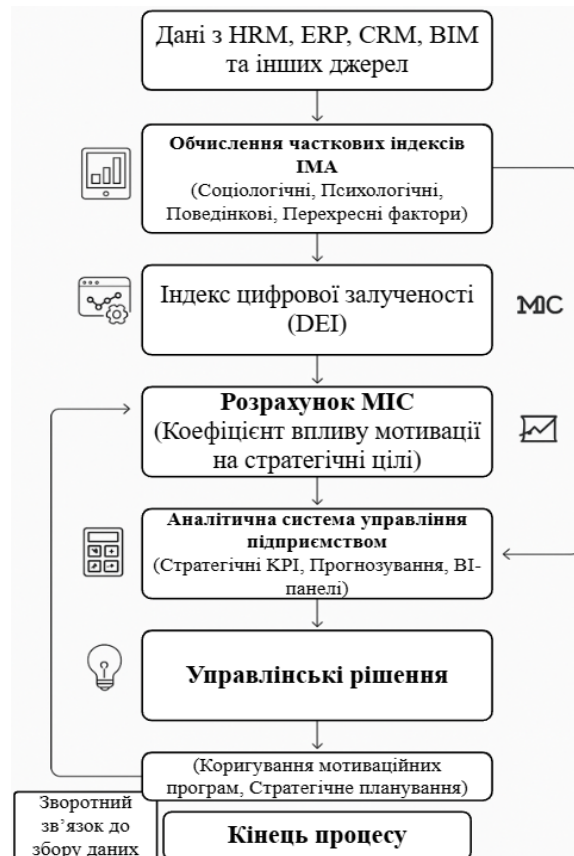 Дані з HRM, ERP, CRM, BIM
та інших джерел
Обчислення часткових індексів
ІМА
(Соціологічні, Психологічні,
Поведінкові, Перехресні фактори)
Індекс цифрової залученості
(DEI)
MIC
Розрахунок МІС
(Коефіцієнт впливу мотивації
на стратегічні цілі)
Аналітична система управління
підприємством
(Стратегічні KPI, Прогнозування, BI-
панелі)
Управлінські рішення
(Коригування мотиваційних
програм, Стратегічне планування)
Зворотний
зв’язок до
збору даних
Кінець процесу